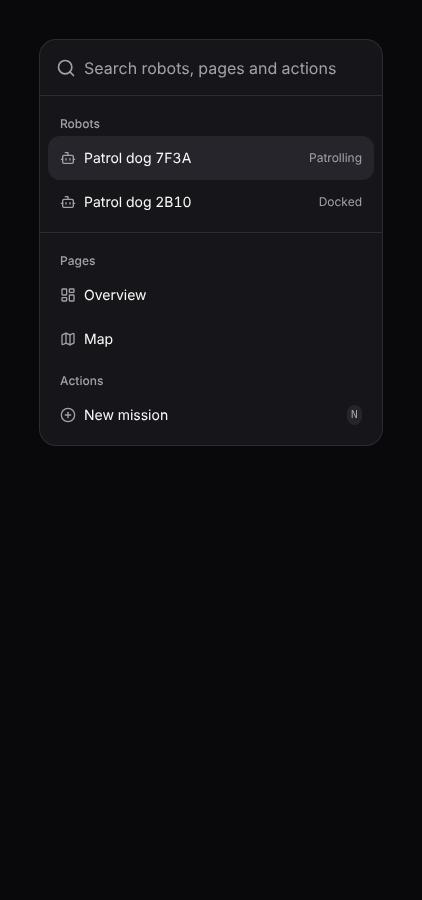 Search robots, pages and actions
Robots
Patrol dog 7F3A Patrolling
Patrol dog 2B10 Docked
Pages
Overview
Map
Actions
New mission N